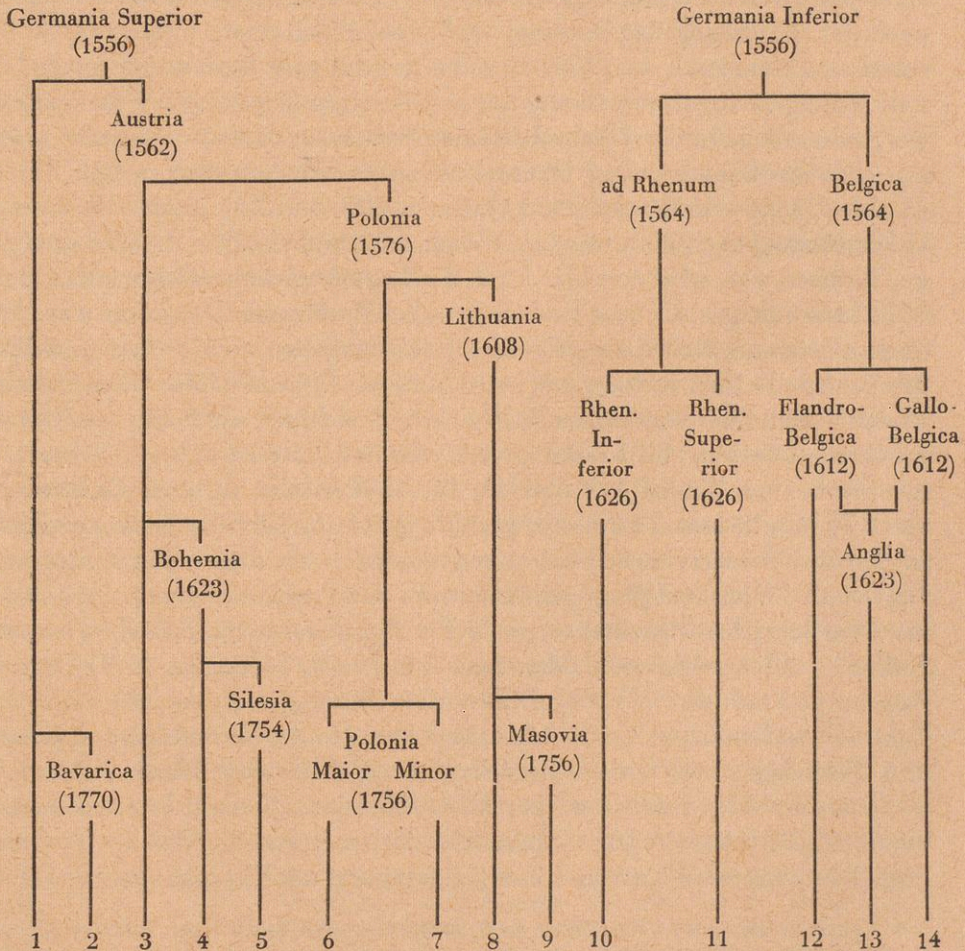 Germania Superior
(1556)
Germania Inferior
(1556)
Austria
(1562)
ad Rhenum
(1564)
Belgica
(1564)
Polonia
(1576)
Lithuania
(1608)
Rhen.
In-
ferior
(1626)
Rhen.
Supe-
rior
(1626)
Flandro-
Belgica
(1612)
Gallo-
Belgica
(1612)
Bohemia
(1623)
Anglia
(1623)
Silesia
(1754)
Polonia
Maior Minor
(1756)
Masovia
(1756)
Bavarica
(1770)
1 2 3 4 5 6 7 8 9 10 11 12 13 14